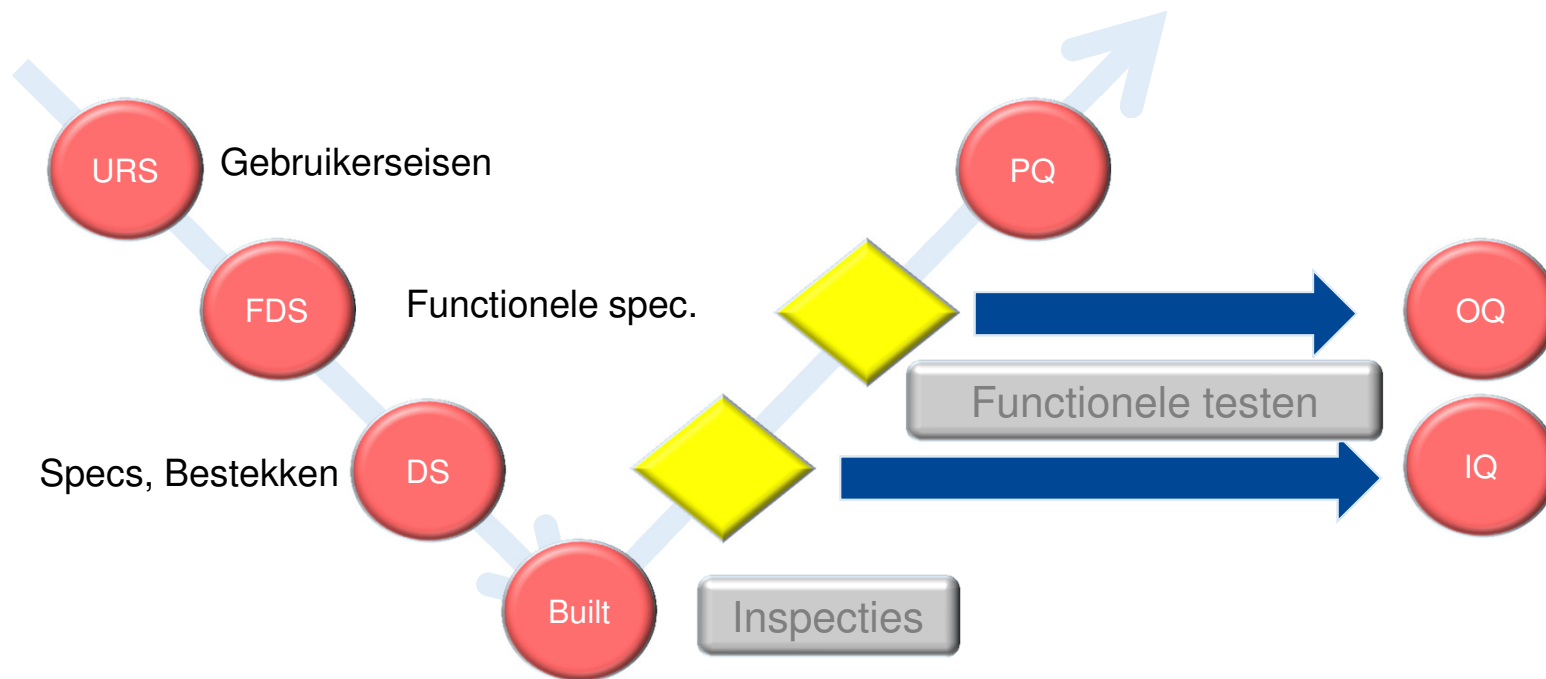 URS
Gebruikerseisen
PQ
FDS
Functionele spec.
OQ
Functionele testen
Specs, Bestekken
DS
IQ
Built
Inspecties